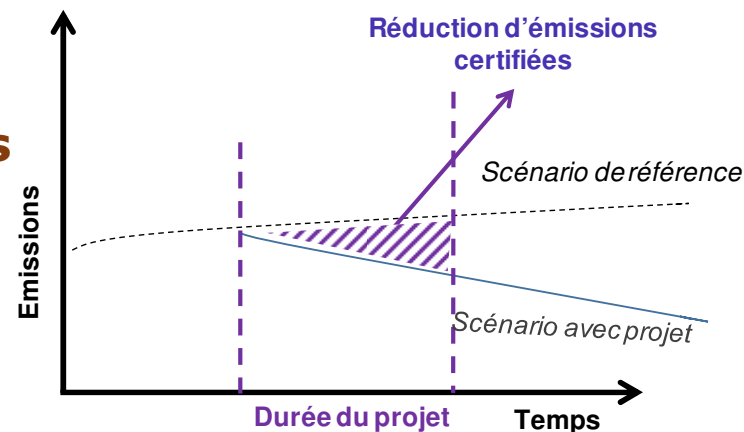 Réduction d'émissions
certifiées
s
Scénario de référence
Emissions
Scénario avec projet
Durée du projet
Temps